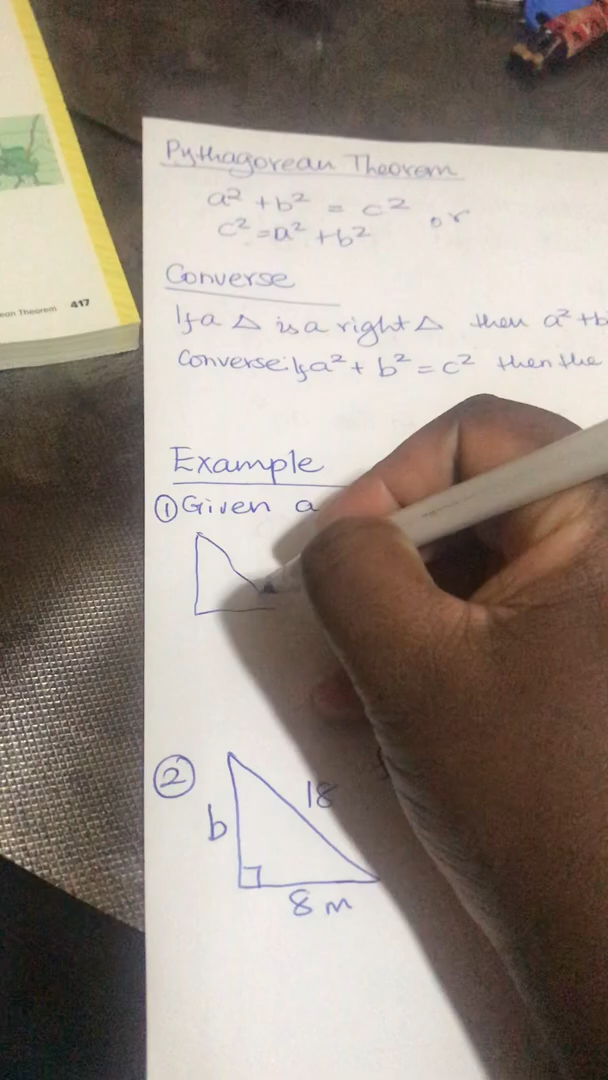 Pythagorean Theorem
a² + b² = c² or
c² = a² + b²
Converse
If a △ is a right △ then a² + b
Converse: If a² + b² = c² then the
Example
① Given a
②
18
b
8 m
Theorem 417